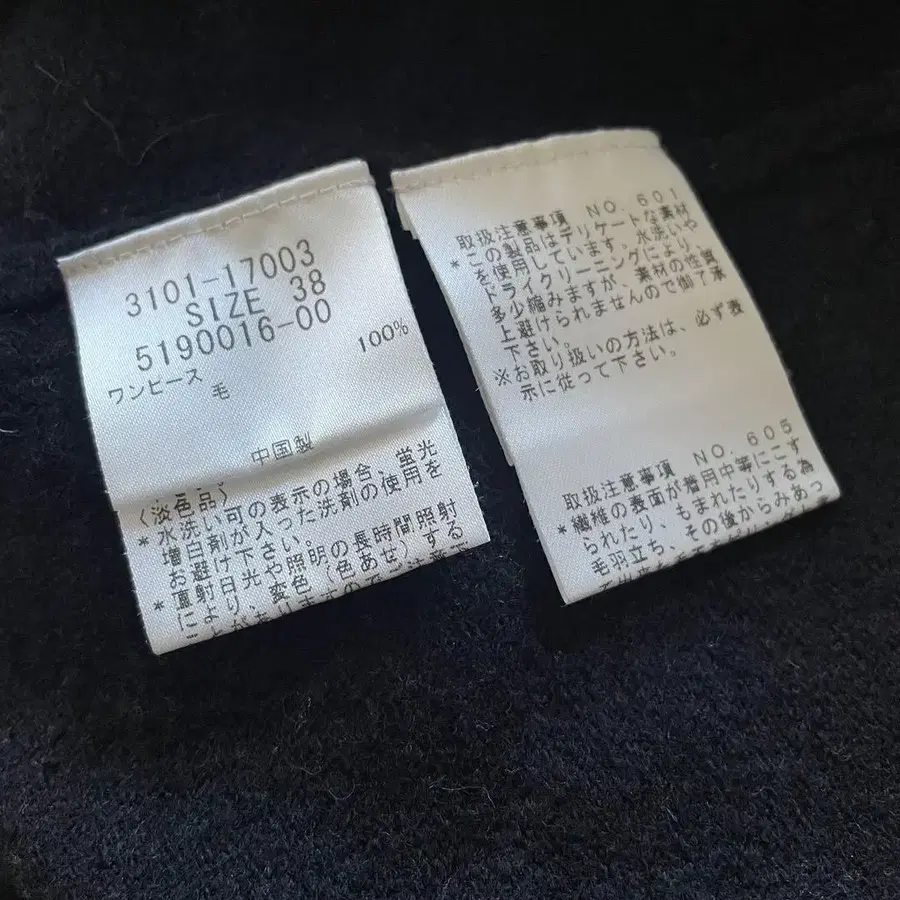 3101-17003
SIZE 38
5190016-00
ワンピース
毛 100%
中国製
〈淡色品〉
*水洗い可の表示の場合、蛍光
増白剤が入った洗剤の使用を
お避け下さい。
*直射日光や照明の長時間照射
により、変色(色あせ)する
取扱注意事項 NO. 601
*この製品はデリケートな素材
を使用しています。水洗いや
ドライクリーニングにより、
多少縮みますが、素材の性質
上避けられませんので御了承
下さい。
※お取り扱いの方法は、必ず表
示に従って下さい。
取扱注意事項 NO. 605
*繊維の表面が着用中等にこす
られたり、もまれたりする為
毛羽立ち、その後からみあっ